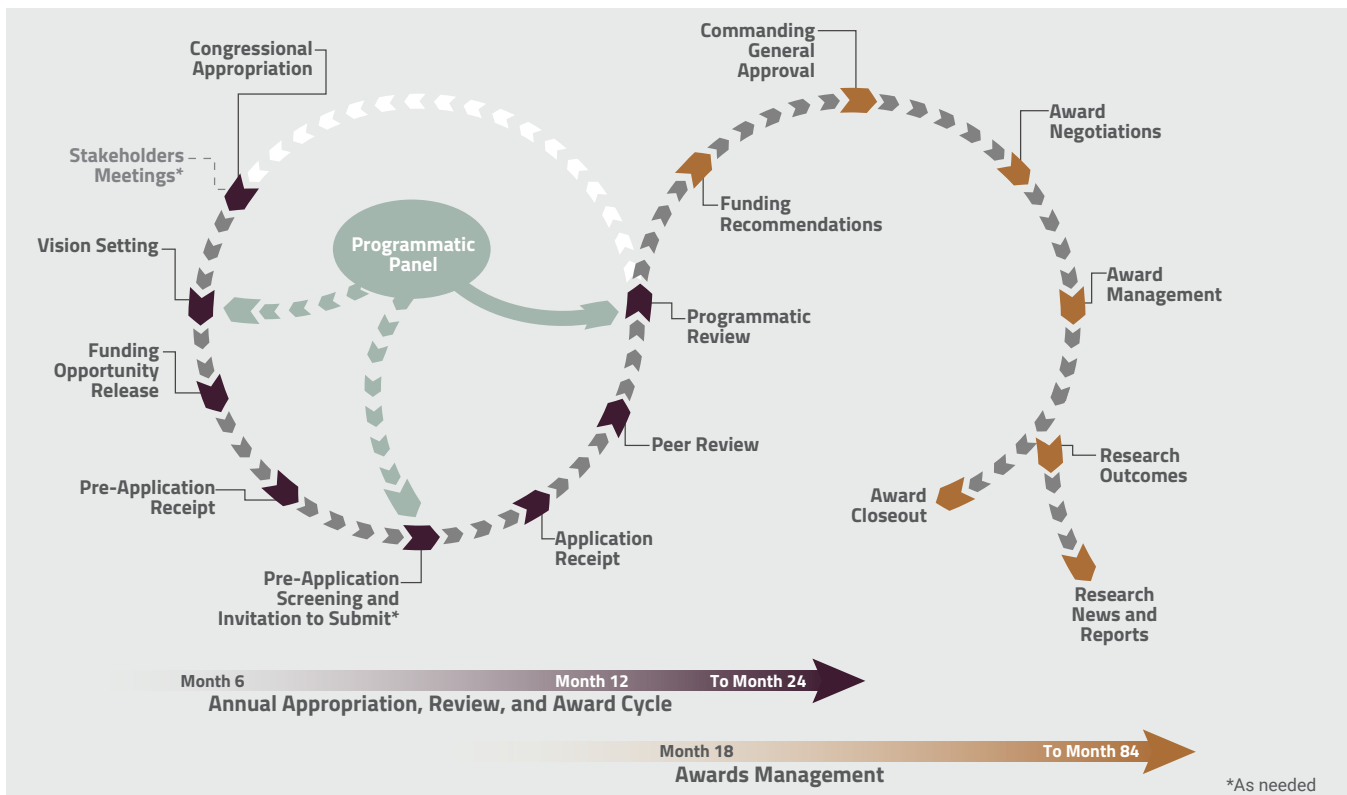 Congressional
Appropriation
Stakeholders
Meetings*
Vision Setting
Funding
Opportunity
Release
Pre-Application
Receipt
Pre-Application
Screening and
Invitation to Submit*
Programmatic
Panel
Application
Receipt
Peer Review
Programmatic
Review
Funding
Recommendations
Commanding
General
Approval
Award
Negotiations
Award
Management
Research
Outcomes
Award
Closeout
Research
News and
Reports
Month 6
Month 12
To Month 24
Annual Appropriation, Review, and Award Cycle
Month 18
To Month 84
Awards Management
*As needed